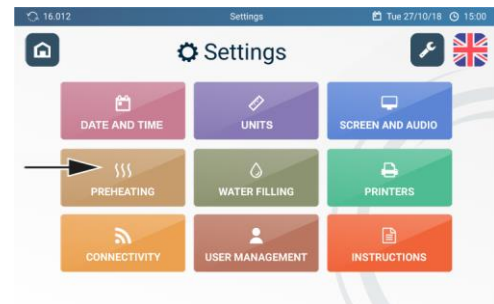 16.012 Settings Tue 27/10/18 15:00
Settings
DATE AND TIME UNITS SCREEN AND AUDIO
PREHEATING WATER FILLING PRINTERS
CONNECTIVITY USER MANAGEMENT INSTRUCTIONS